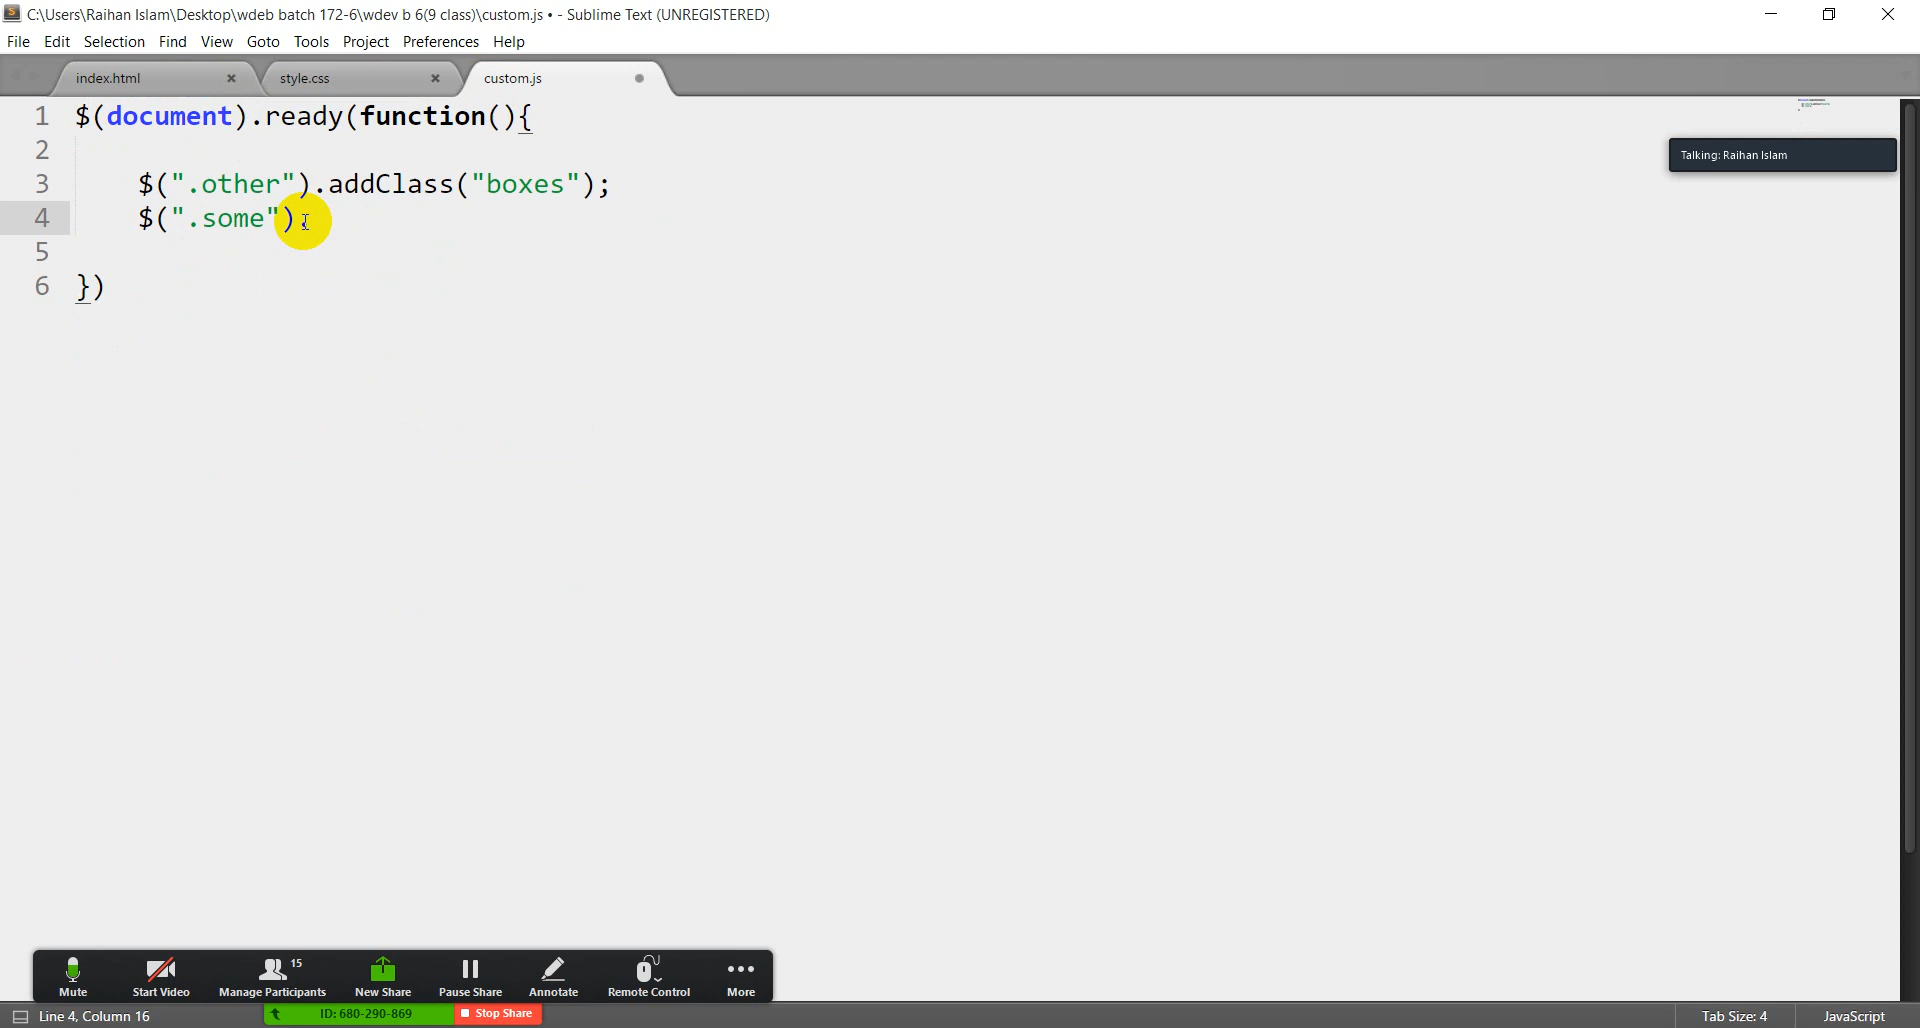 C:\Users\Raihan Islam\Desktop\wdeb batch 172-6\wdev b 6(9 class)\custom.js • - Sublime Text (UNREGISTERED)
File Edit Selection Find View Goto Tools Project Preferences Help
index.html style.css custom.js
1 $(document).ready(function(){
2
Talking: Raihan Islam
3 $(".other").addClass("boxes");
4 $(".some")
5
6 })
15
Mute Start Video Manage Participants New Share Pause Share Annotate Remote Control More
Line 4, Column 16 ID: 680-290-869 Stop Share Tab Size: 4 JavaScript